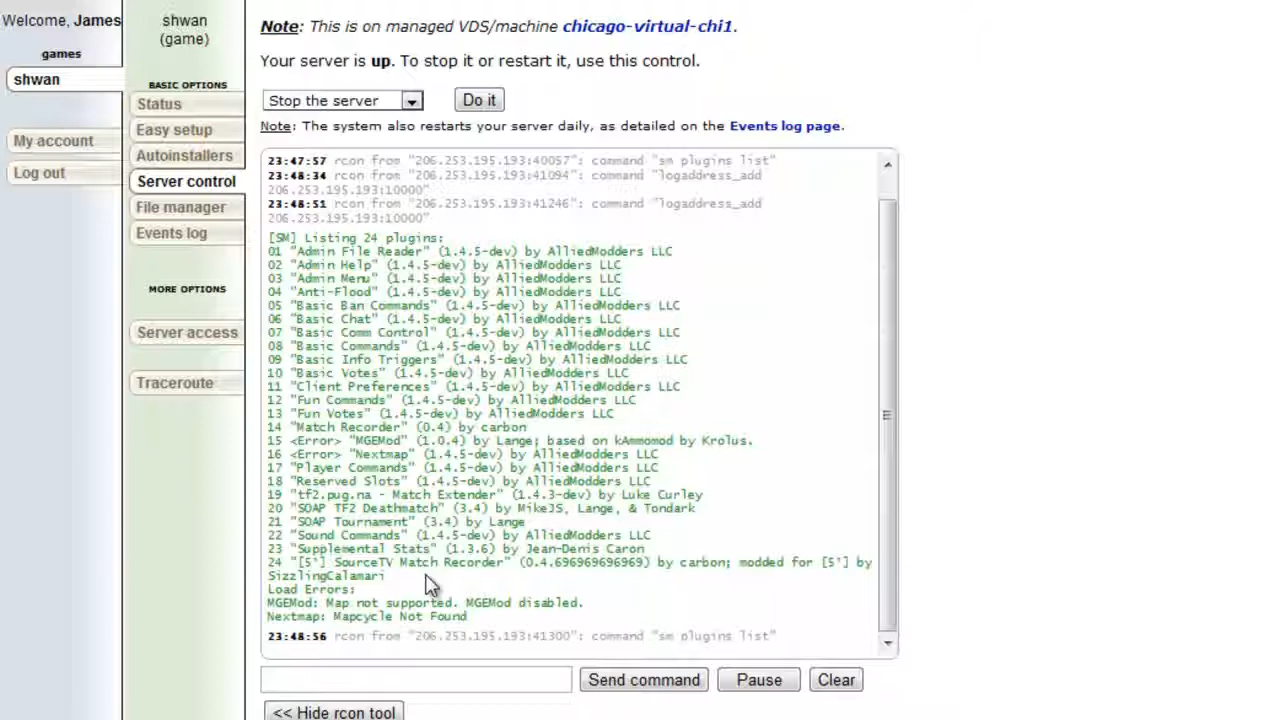 Welcome, James
games
shwan
My account
Log out
shwan
(game)
BASIC OPTIONS
Status
Easy setup
Autoinstallers
Server control
File manager
Events log
MORE OPTIONS
Server access
Traceroute
Note: This is on managed VDS/machine chicago-virtual-chi1.
Your server is up. To stop it or restart it, use this control.
Stop the server
Do it
Note: The system also restarts your server daily, as detailed on the Events log page.
23:47:57 rcon from "206.253.195.193:40057": command "sm plugins list"
23:48:34 rcon from "206.253.195.193:41094": command "logaddress_add
206.253.195.193:10000"
23:48:51 rcon from "206.253.195.193:41246": command "logaddress_add
206.253.195.193:10000"
[SM] Listing 24 plugins:
01 "Admin File Reader" (1.4.5-dev) by AlliedModders LLC
02 "Admin Help" (1.4.5-dev) by AlliedModders LLC
03 "Admin Menu" (1.4.5-dev) by AlliedModders LLC
04 "Anti-Flood" (1.4.5-dev) by AlliedModders LLC
05 "Basic Ban Commands" (1.4.5-dev) by AlliedModders LLC
06 "Basic Chat" (1.4.5-dev) by AlliedModders LLC
07 "Basic Comm Control" (1.4.5-dev) by AlliedModders LLC
08 "Basic Commands" (1.4.5-dev) by AlliedModders LLC
09 "Basic Info Triggers" (1.4.5-dev) by AlliedModders LLC
10 "Basic Votes" (1.4.5-dev) by AlliedModders LLC
11 "Client Preferences" (1.4.5-dev) by AlliedModders LLC
12 "Fun Commands" (1.4.5-dev) by AlliedModders LLC
13 "Fun Votes" (1.4.5-dev) by AlliedModders LLC
14 "Match Recorder" (0.4) by carbon
15 <Error> "MGEMod" (1.0.4) by Lange; based on kAmmomod by Krolus.
16 <Error> "Nextmap" (1.4.5-dev) by AlliedModders LLC
17 "Player Commands" (1.4.5-dev) by AlliedModders LLC
18 "Reserved Slots" (1.4.5-dev) by AlliedModders LLC
19 "tf2.pug.na - Match Extender" (1.4.3-dev) by Luke Curley
20 "SOAP TF2 Deathmatch" (3.4) by MikeJS, Lange, & Tondark
21 "SOAP Tournament" (3.4) by Lange
22 "Sound Commands" (1.4.5-dev) by AlliedModders LLC
23 "Supplemental Stats" (1.3.6) by Jean-Denis Caron
24 "[5'] SourceTV Match Recorder" (0.4.696969696969) by carbon; modded for [5'] by
SizzlingCalamari
Load Errors:
MGEMod: Map not supported. MGEMod disabled.
Nextmap: Mapcycle Not Found
23:48:56 rcon from "206.253.195.193:41300": command "sm plugins list"
Send command
Pause
Clear
<< Hide rcon tool